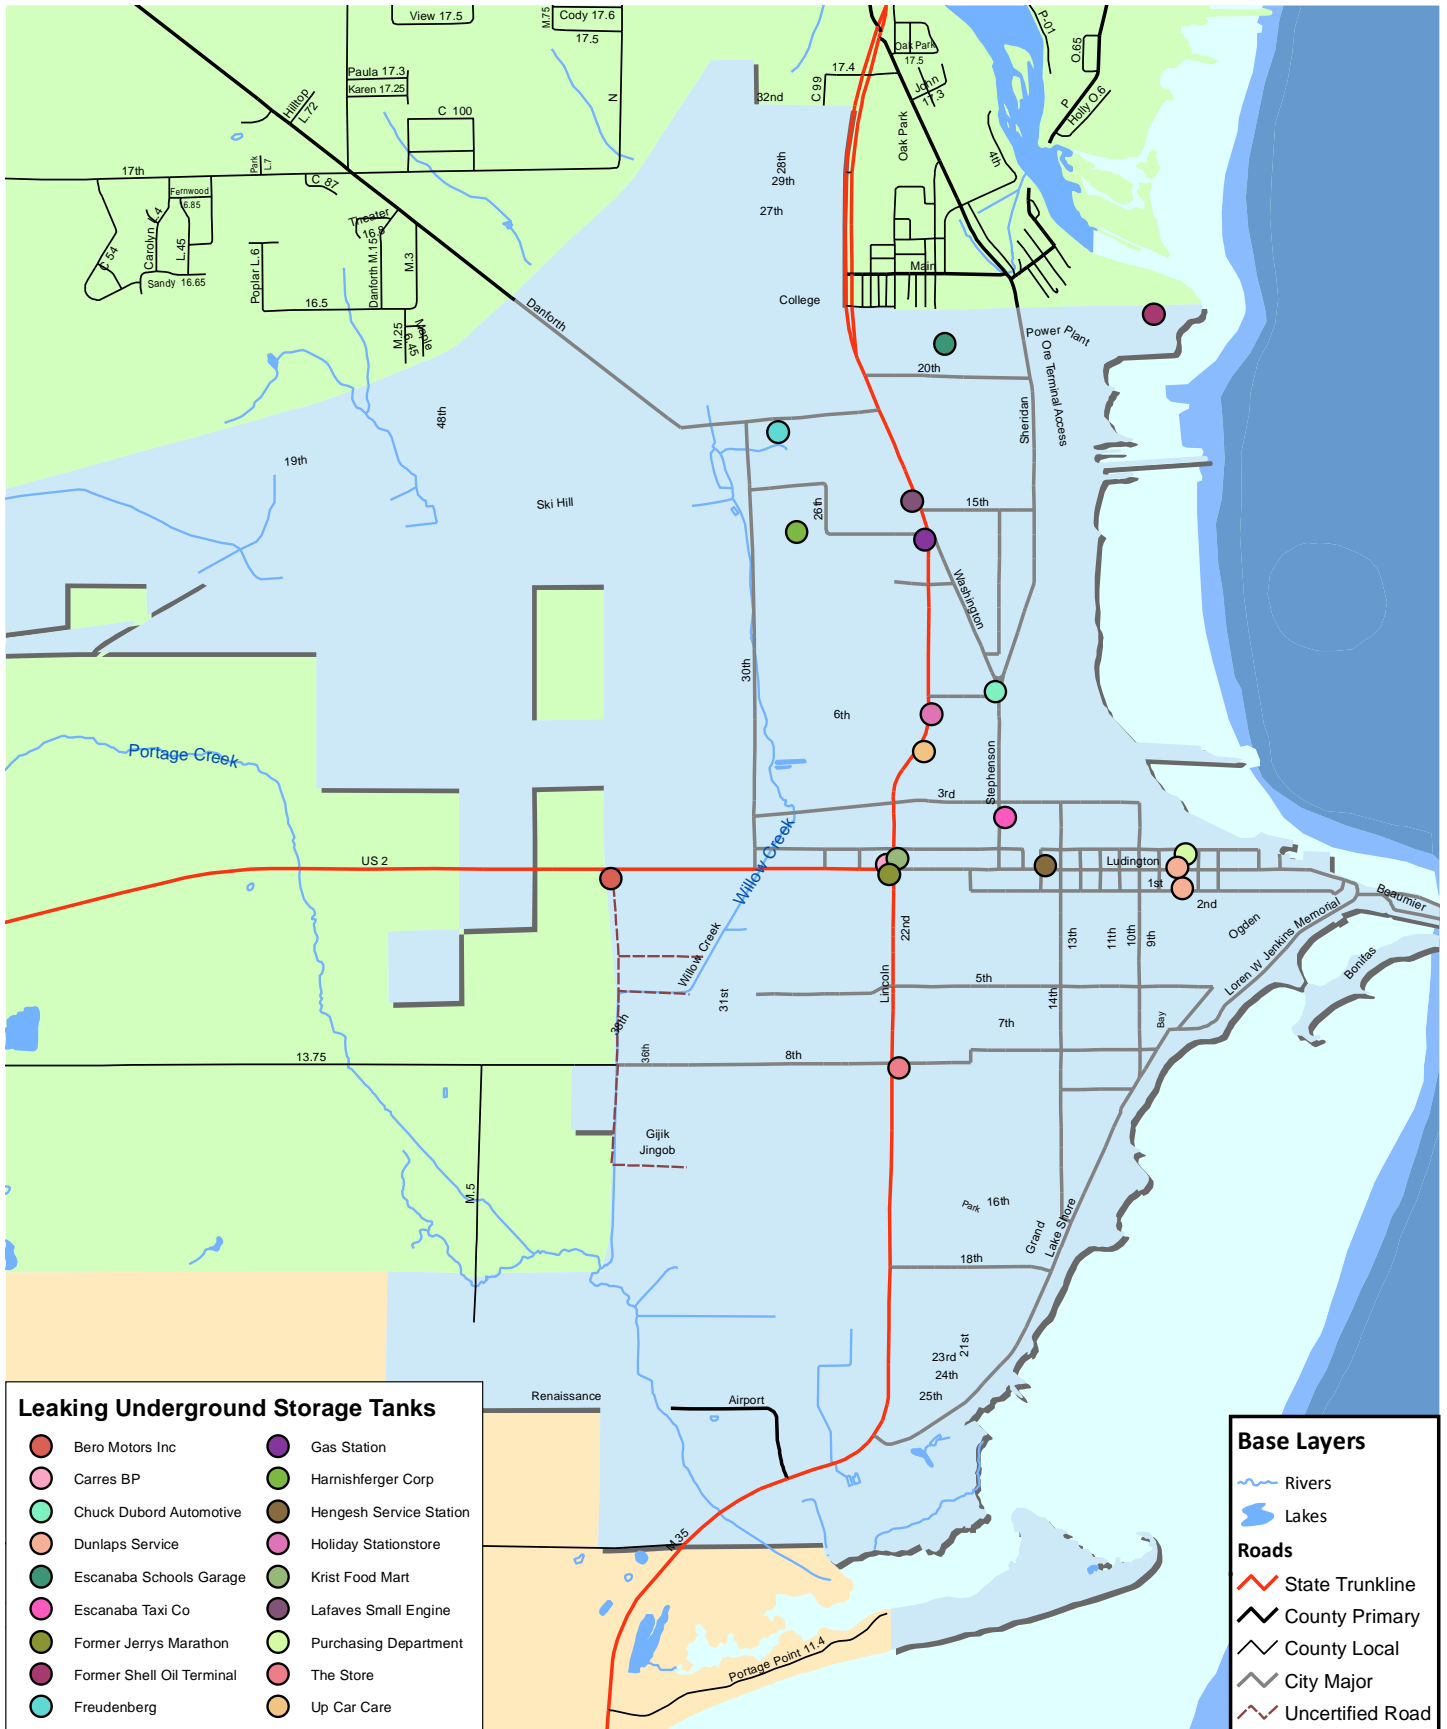 View 17.5
M.75
Cody 17.6
17.5
P-01
O.65
Oak Park
17.5
Paula 17.3
Karen 17.25
17.4
C 99
John
17.3
Hilltop
L.72
N
32nd
P
Holly O.6
C 100
Oak Park
4th
28th
29th
17th
Park
L.7
C 87
Fernwood
16.85
27th
Theater
16.8
L.4
Carolyn
L.45
C 54
Sandy 16.65
Poplar L.6
Danforth M.15
M.3
Main
16.5
College
Danforth
M.25
Maple
6.45
Power Plant
Ore Terminal Access
20th
Sheridan
48th
19th
Ski Hill
26th
15th
Washington
30th
6th
Portage Creek
Stephenson
3rd
Willow Creek
US 2
Ludington
1st
2nd
Beaumier
Ogden
Loren W Jenkins Memorial
Bonifas
22nd
13th
11th
10th
9th
Willow Creek
31st
Lincoln
5th
14th
38th
7th
Bay
36th
13.75
8th
Gijik
Jingob
M.5
Park
16th
Grand
Lake Shore
18th
21st
23rd
24th
25th
Renaissance
Airport
M 35
Portage Point 11.4
Leaking Underground Storage Tanks
Bero Motors Inc
Carres BP
Chuck Dubord Automotive
Dunlaps Service
Escanaba Schools Garage
Escanaba Taxi Co
Former Jerrys Marathon
Former Shell Oil Terminal
Freudenberg
Gas Station
Harnishferger Corp
Hengesh Service Station
Holiday Stationstore
Krist Food Mart
Lafaves Small Engine
Purchasing Department
The Store
Up Car Care
Base Layers
Rivers
Lakes
Roads
State Trunkline
County Primary
County Local
City Major
Uncertified Road